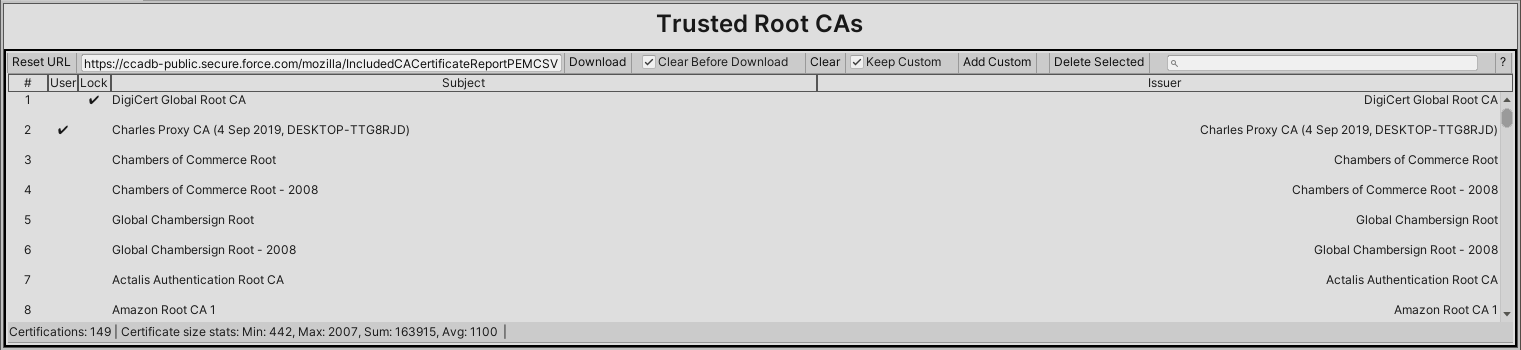 Trusted Root CAs
Reset URL https://ccadb-public.secure.force.com/mozilla/IncludedCACertificateReportPEMCSV Download ✔ Clear Before Download Clear ✔ Keep Custom Add Custom Delete Selected ?
# User Lock Subject Issuer
1 ✔ DigiCert Global Root CA DigiCert Global Root CA
2 ✔ Charles Proxy CA (4 Sep 2019, DESKTOP-TTG8RJD) Charles Proxy CA (4 Sep 2019, DESKTOP-TTG8RJD)
3 Chambers of Commerce Root Chambers of Commerce Root
4 Chambers of Commerce Root - 2008 Chambers of Commerce Root - 2008
5 Global Chambersign Root Global Chambersign Root
6 Global Chambersign Root - 2008 Global Chambersign Root - 2008
7 Actalis Authentication Root CA Actalis Authentication Root CA
8 Amazon Root CA 1 Amazon Root CA 1
Certifications: 149 | Certificate size stats: Min: 442, Max: 2007, Sum: 163915, Avg: 1100 |